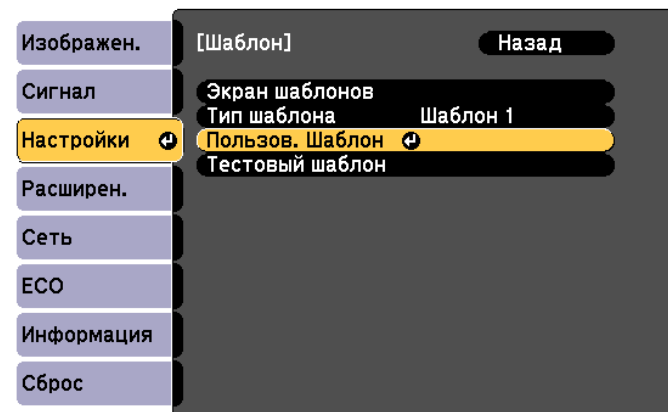 Изображен.
Сигнал
Настройки
Расширен.
Сеть
ECO
Информация
Сброс
[Шаблон] Назад
Экран шаблонов
Тип шаблона Шаблон 1
Пользов. Шаблон
Тестовый шаблон